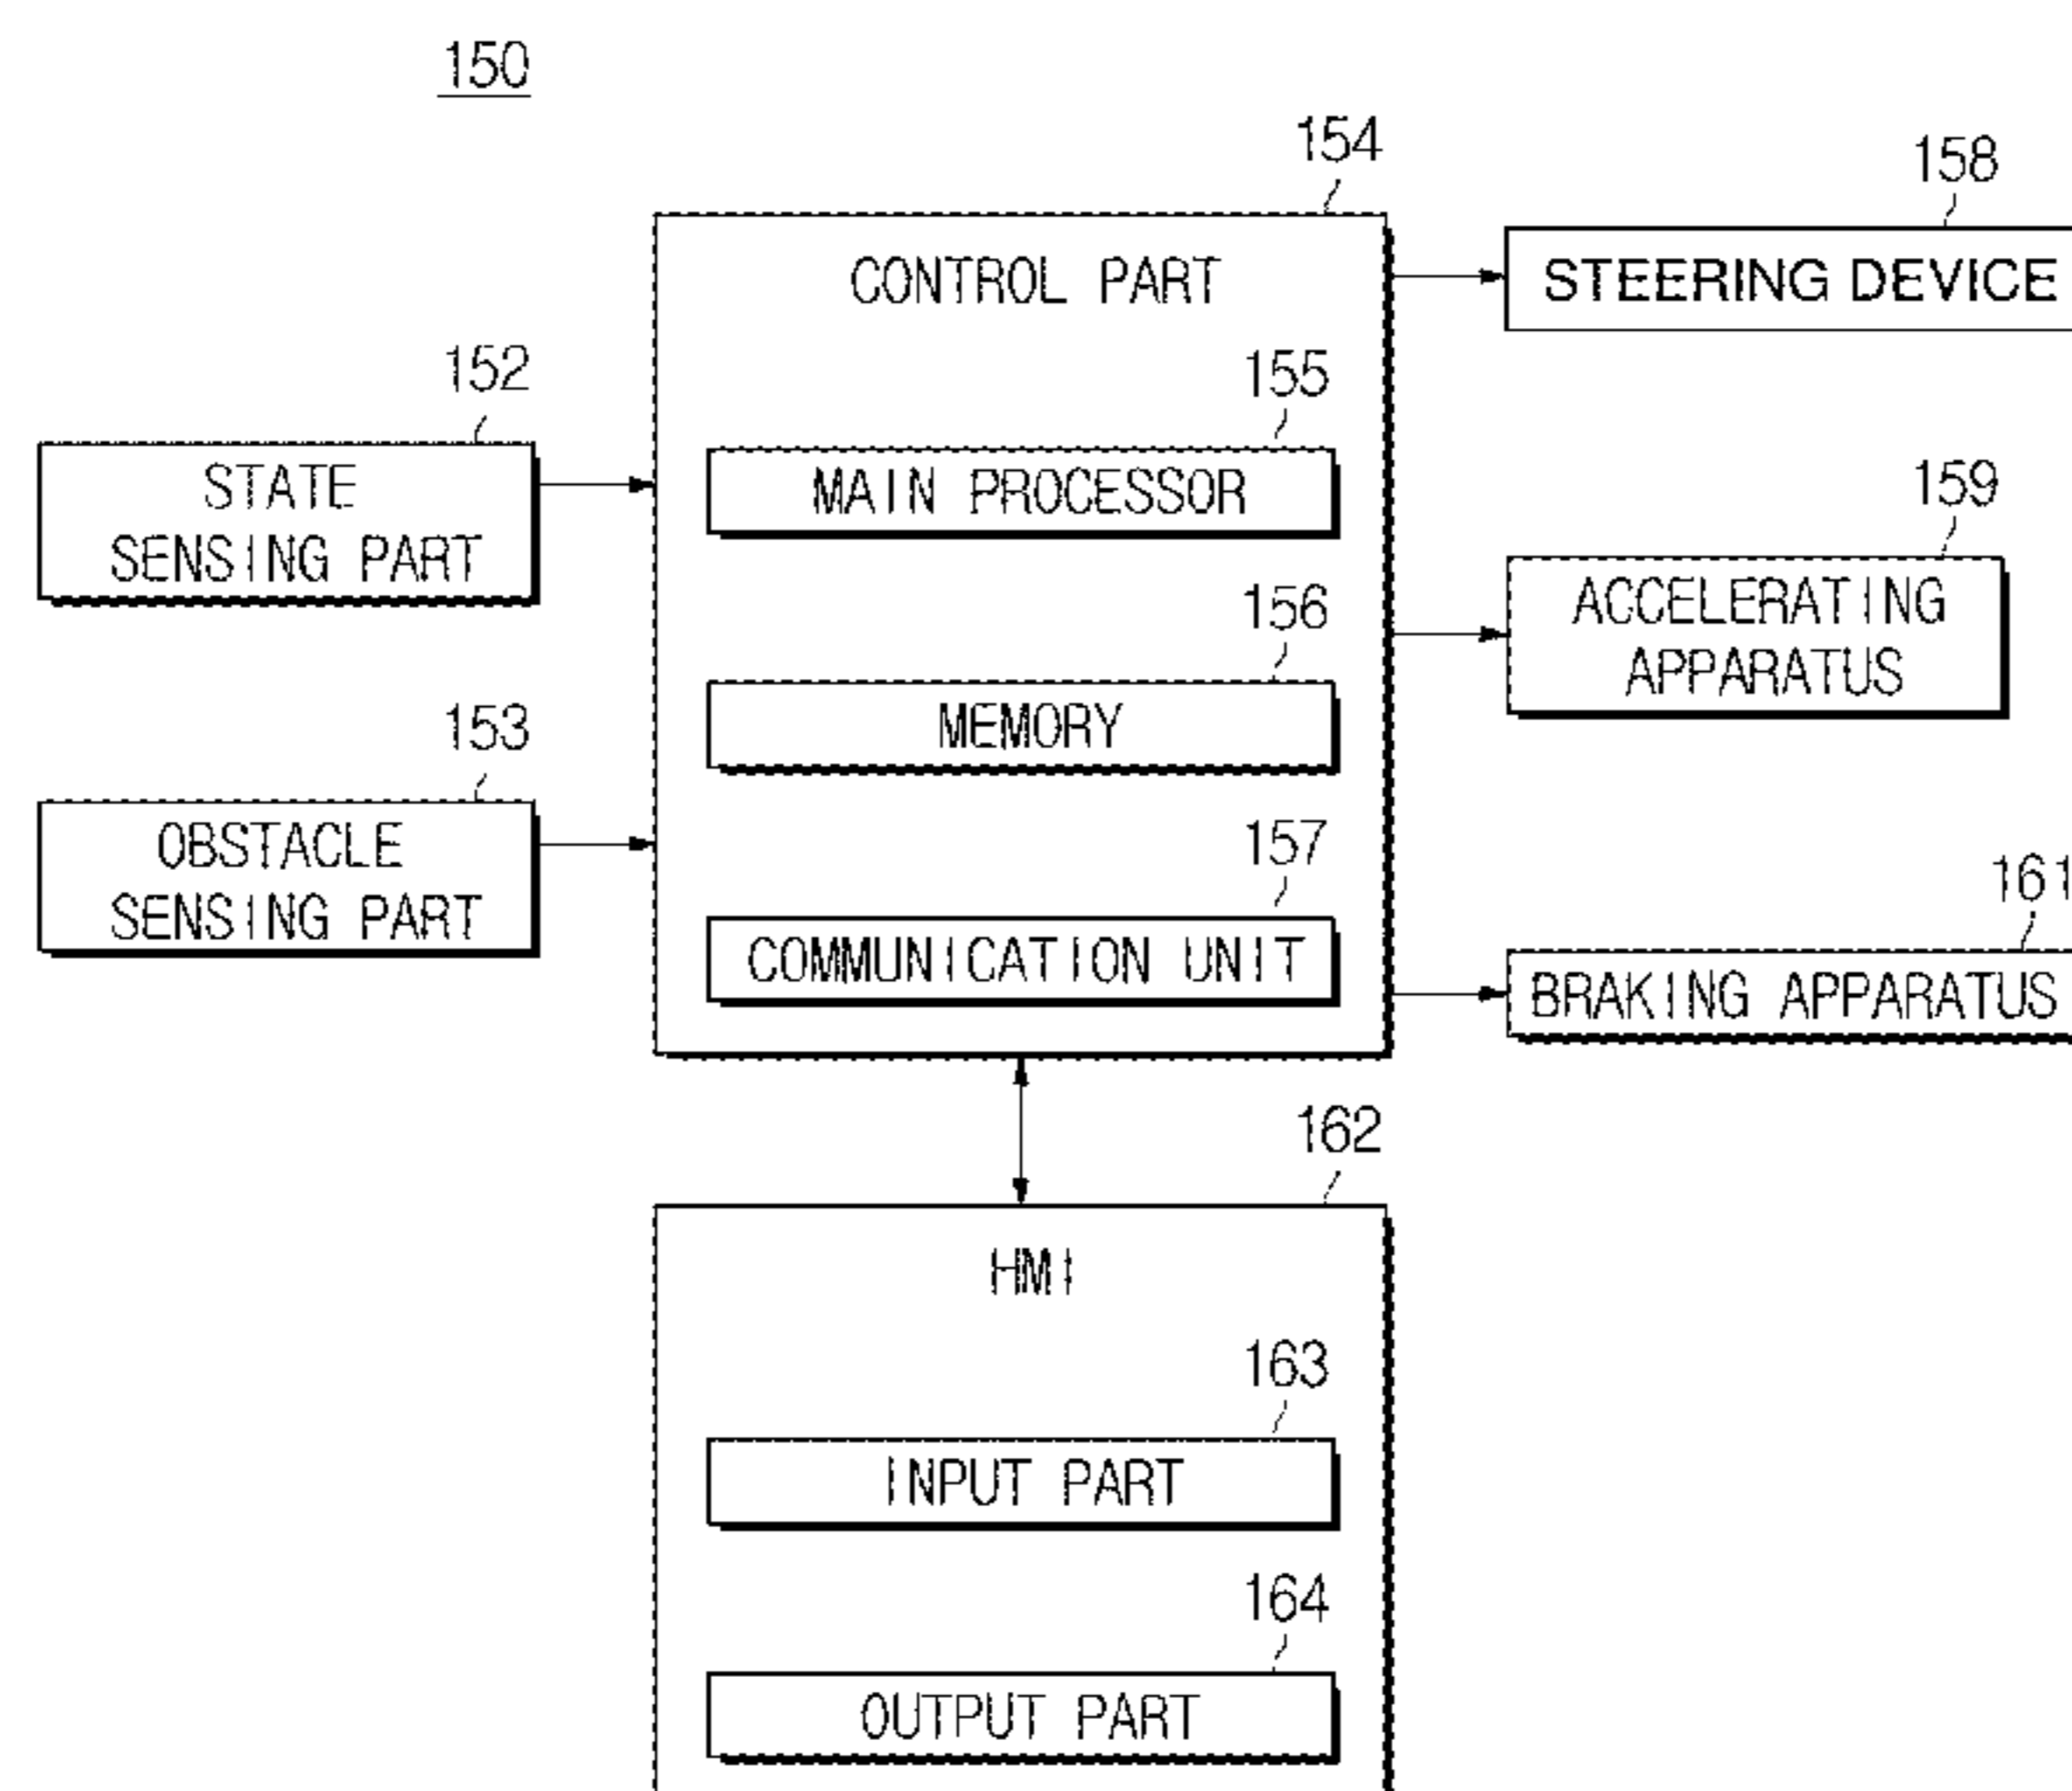 150
154
CONTROL PART
155
MAIN PROCESSOR
156
MEMORY
157
COMMUNICATION UNIT
152
STATE
SENSING PART
153
OBSTACLE
SENSING PART
158
STEERING DEVICE
159
ACCELERATING
APPARATUS
161
BRAKING APPARATUS
162
HMI
163
INPUT PART
164
OUTPUT PART